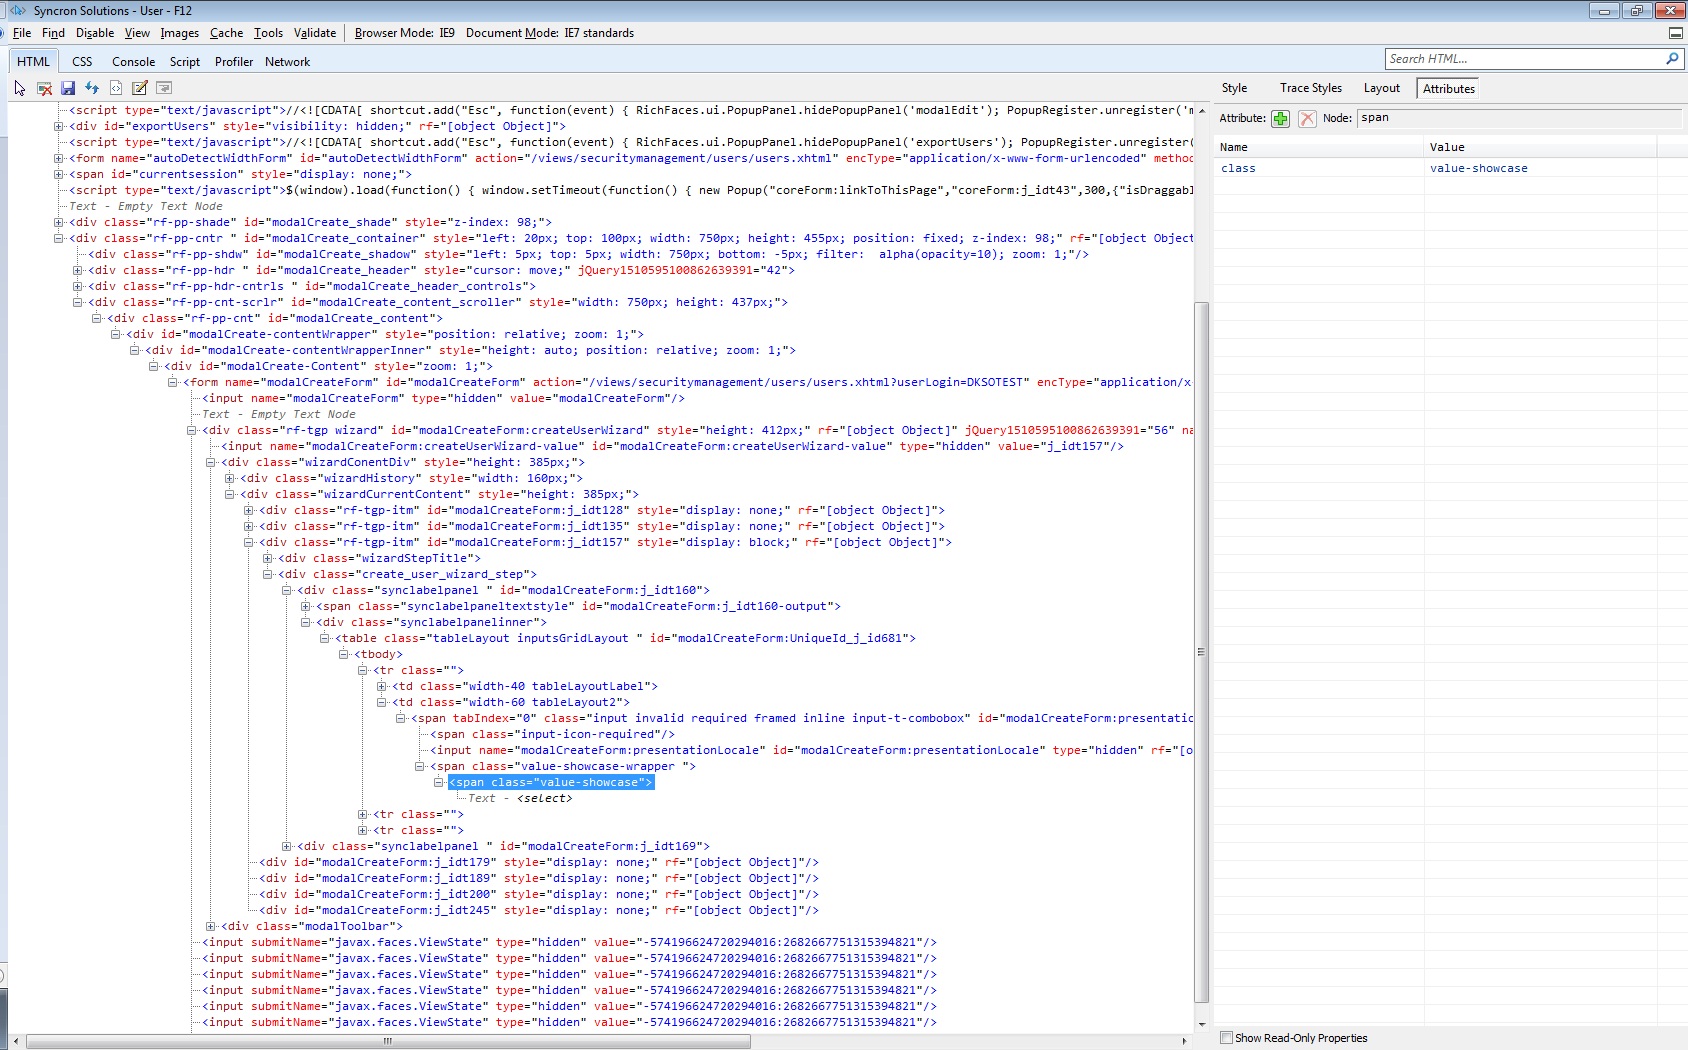 Syncron Solutions - User - F12
File Find Disable View Images Cache Tools Validate Browser Mode: IE9 Document Mode: IE7 standards
HTML CSS Console Script Profiler Network
Search HTML...
Style Trace Styles Layout Attributes
Attribute: Node: span
Name Value
class value-showcase
<script type="text/javascript">//<![CDATA[ shortcut.add("Esc", function(event) { RichFaces.ui.PopupPanel.hidePopupPanel('modalEdit'); PopupRegister.unregister('m
<div id="exportUsers" style="visibility: hidden;" rf="[object Object]">
<script type="text/javascript">//<![CDATA[ shortcut.add("Esc", function(event) { RichFaces.ui.PopupPanel.hidePopupPanel('exportUsers'); PopupRegister.unregister(
<form name="autoDetectWidthForm" id="autoDetectWidthForm" action="/views/securitymanagement/users/users.xhtml" encType="application/x-www-form-urlencoded" metho
<span id="currentsession" style="display: none;">
<script type="text/javascript">$(window).load(function() { window.setTimeout(function() { new Popup("coreForm:linkToThisPage","coreForm:j_idt43",300,{"isDraggabl
Text - Empty Text Node
<div class="rf-pp-shade" id="modalCreate_shade" style="z-index: 98;">
<div class="rf-pp-cntr " id="modalCreate_container" style="left: 20px; top: 100px; width: 750px; height: 455px; position: fixed; z-index: 98;" rf="[object Object
<div class="rf-pp-shdw" id="modalCreate_shadow" style="left: 5px; top: 5px; width: 750px; bottom: -5px; filter:  alpha(opacity=10); zoom: 1;"/>
<div class="rf-pp-hdr " id="modalCreate_header" style="cursor: move;" jQuery1510595100862639391="42">
<div class="rf-pp-hdr-cntrls " id="modalCreate_header_controls">
<div class="rf-pp-cnt-scrlr" id="modalCreate_content_scroller" style="width: 750px; height: 437px;">
<div class="rf-pp-cnt" id="modalCreate_content">
<div id="modalCreate-contentWrapper" style="position: relative; zoom: 1;">
<div id="modalCreate-contentWrapperInner" style="height: auto; position: relative; zoom: 1;">
<div id="modalCreate-Content" style="zoom: 1;">
<form name="modalCreateForm" id="modalCreateForm" action="/views/securitymanagement/users/users.xhtml?userLogin=DKSOTEST" encType="application/x-
<input name="modalCreateForm" type="hidden" value="modalCreateForm"/>
Text - Empty Text Node
<div class="rf-tgp wizard" id="modalCreateForm:createUserWizard" style="height: 412px;" rf="[object Object]" jQuery1510595100862639391="56" na
<input name="modalCreateForm:createUserWizard-value" id="modalCreateForm:createUserWizard-value" type="hidden" value="j_idt157"/>
<div class="wizardConentDiv" style="height: 385px;">
<div class="wizardHistory" style="width: 160px;">
<div class="wizardCurrentContent" style="height: 385px;">
<div class="rf-tgp-itm" id="modalCreateForm:j_idt128" style="display: none;" rf="[object Object]">
<div class="rf-tgp-itm" id="modalCreateForm:j_idt135" style="display: none;" rf="[object Object]">
<div class="rf-tgp-itm" id="modalCreateForm:j_idt157" style="display: block;" rf="[object Object]">
<div class="wizardStepTitle">
<div class="create_user_wizard_step">
<div class="synclabelpanel " id="modalCreateForm:j_idt160">
<span class="synclabelpaneltextstyle" id="modalCreateForm:j_idt160-output">
<div class="synclabelpanelinner">
<table class="tableLayout inputsGridLayout " id="modalCreateForm:UniqueId_j_id681">
<tbody>
<tr class="">
<td class="width-40 tableLayoutLabel">
<td class="width-60 tableLayout2">
<span tabIndex="0" class="input invalid required framed inline input-t-combobox" id="modalCreateForm:presentatio
<span class="input-icon-required"/>
<input name="modalCreateForm:presentationLocale" id="modalCreateForm:presentationLocale" type="hidden" rf="[o
<span class="value-showcase-wrapper ">
<span class="value-showcase">
Text - <select>
<tr class="">
<tr class="">
<div class="synclabelpanel " id="modalCreateForm:j_idt169">
<div id="modalCreateForm:j_idt179" style="display: none;" rf="[object Object]"/>
<div id="modalCreateForm:j_idt189" style="display: none;" rf="[object Object]"/>
<div id="modalCreateForm:j_idt200" style="display: none;" rf="[object Object]"/>
<div id="modalCreateForm:j_idt245" style="display: none;" rf="[object Object]"/>
<div class="modalToolbar">
<input submitName="javax.faces.ViewState" type="hidden" value="-574196624720294016:2682667751315394821"/>
<input submitName="javax.faces.ViewState" type="hidden" value="-574196624720294016:2682667751315394821"/>
<input submitName="javax.faces.ViewState" type="hidden" value="-574196624720294016:2682667751315394821"/>
<input submitName="javax.faces.ViewState" type="hidden" value="-574196624720294016:2682667751315394821"/>
<input submitName="javax.faces.ViewState" type="hidden" value="-574196624720294016:2682667751315394821"/>
<input submitName="javax.faces.ViewState" type="hidden" value="-574196624720294016:2682667751315394821"/>
Show Read-Only Properties